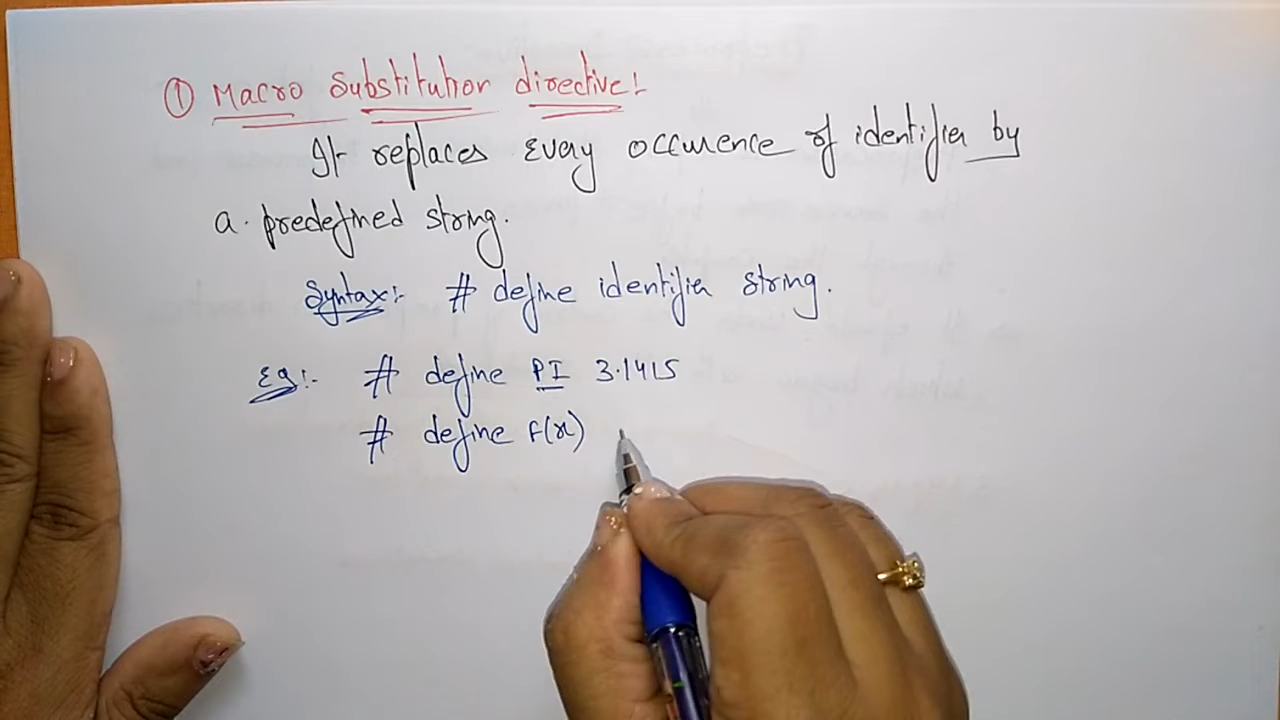 ① Macro Substitution directive:
It replaces every occurence of identifier by
a predefined string.
Syntax:- # define identifier string.
Eg:- # define PI 3.1415
# define f(x)